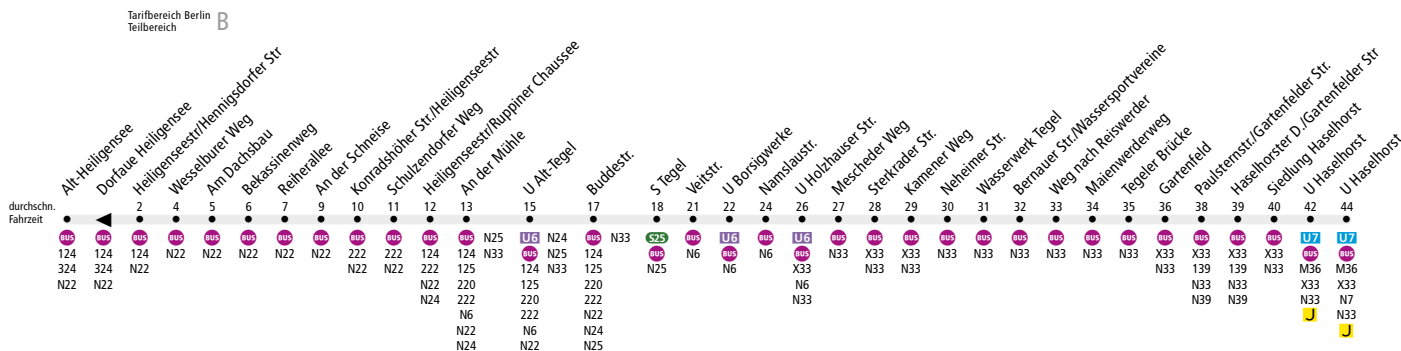 Tarifbereich Berlin
Teilbereich
B
Alt-Heiligensee
Dorfaue Heiligensee
Heiligenseestr/Hennigsdorfer Str
Wesselburer Weg
Am Dachsbau
Bekassinenweg
Reiherallee
An der Schneise
Konradshöher Str./Heiligenseestr
Schulzendorfer Weg
Heiligenseestr/Ruppiner Chaussee
An der Mühle
U Alt-Tegel
Buddestr.
S Tegel
Veitstr.
U Borsigwerke
Namslaustr.
U Holzhauser Str.
Mescheder Weg
Sterkrader Str.
Kamener Weg
Neheimer Str.
Wasserwerk Tegel
Bernauer Str./Wassersportvereine
Weg nach Reiswerder
Maienwerderweg
Tegeler Brücke
Gartenfeld
Paulsternstr./Gartenfelder Str.
Haselhorster D./Gartenfelder Str
Siedlung Haselhorst
U Haselhorst
U Haselhorst
durchschn. 2 4 5 6 7 9 10 11 12 13 15 17 18 21 22 24 26 27 28 29 30 31 32 33 34 35 36 38 39 40 42 44
Fahrzeit
BUS BUS BUS BUS BUS BUS BUS BUS BUS BUS BUS BUS N25 U6 N24 BUS N33 S25 BUS U6 BUS U6 BUS BUS BUS BUS BUS BUS BUS BUS BUS BUS BUS BUS BUS U7 U7
124 124 124 N22 N22 N22 N22 N22 222 222 124 124 N33 BUS N25 124 BUS N6 BUS N6 BUS N33 X33 X33 N33 N33 N33 N33 N33 N33 X33 X33 X33 X33 BUS BUS
324 324 N22 N22 N22 222 125 124 N33 125 N25 N6 X33 N33 N33 N33 139 139 N33 M36 M36
N22 N22 N22 220 125 220 N6 N33 N33 X33 X33
N24 222 220 222 N33 N39 N39 N33 N7
N6 222 N22 J N33
N22 N6 N24 J
N24 N22 N25